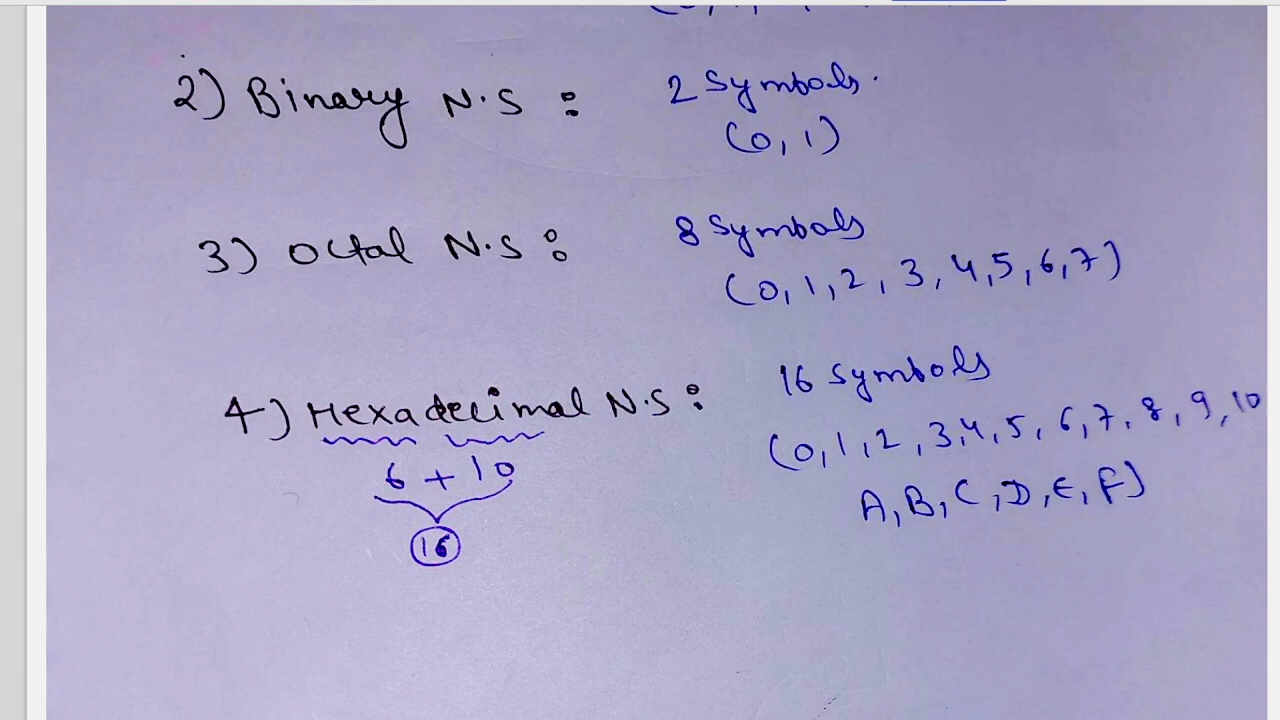 2) Binary N.S :
2 Symbols.
(0, 1)
3) Octal N.S :
8 Symbols
(0, 1, 2, 3, 4, 5, 6, 7)
4) Hexadecimal N.S :
16 Symbols
(0, 1, 2, 3, 4, 5, 6, 7, 8, 9, 10
A, B, C, D, E, F)
6 + 10
16